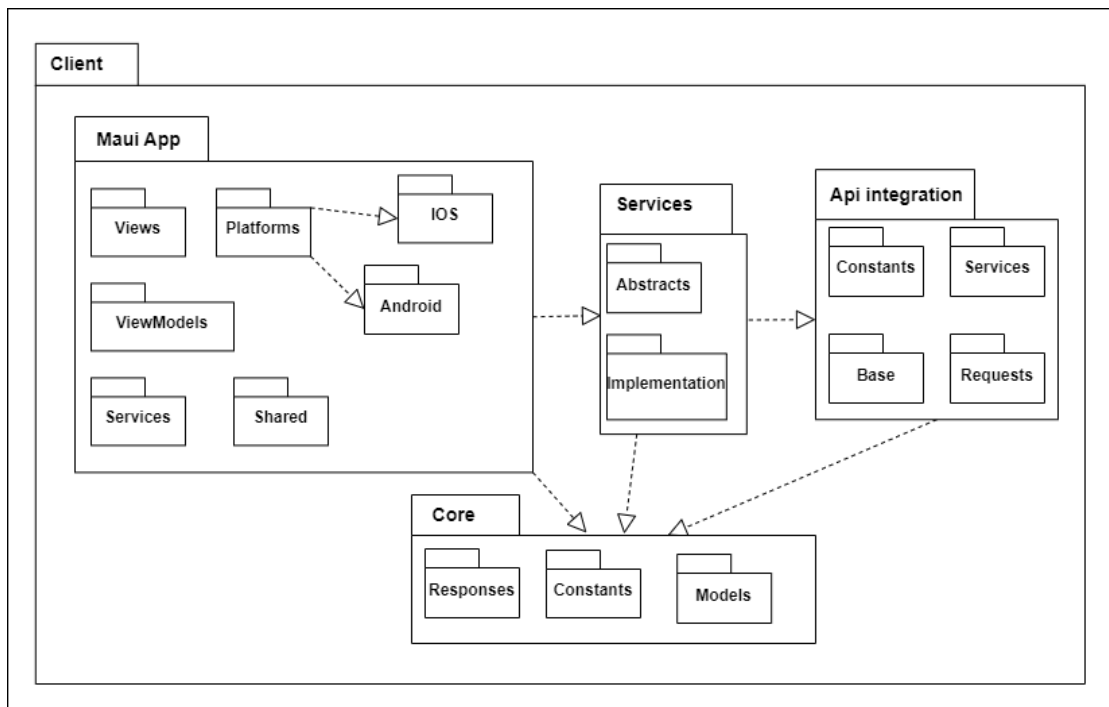 Client
Maui App
Views
Platforms
IOS
ViewModels
Android
Services
Shared
Services
Abstracts
Implementation
Api integration
Constants
Services
Base
Requests
Core
Responses
Constants
Models